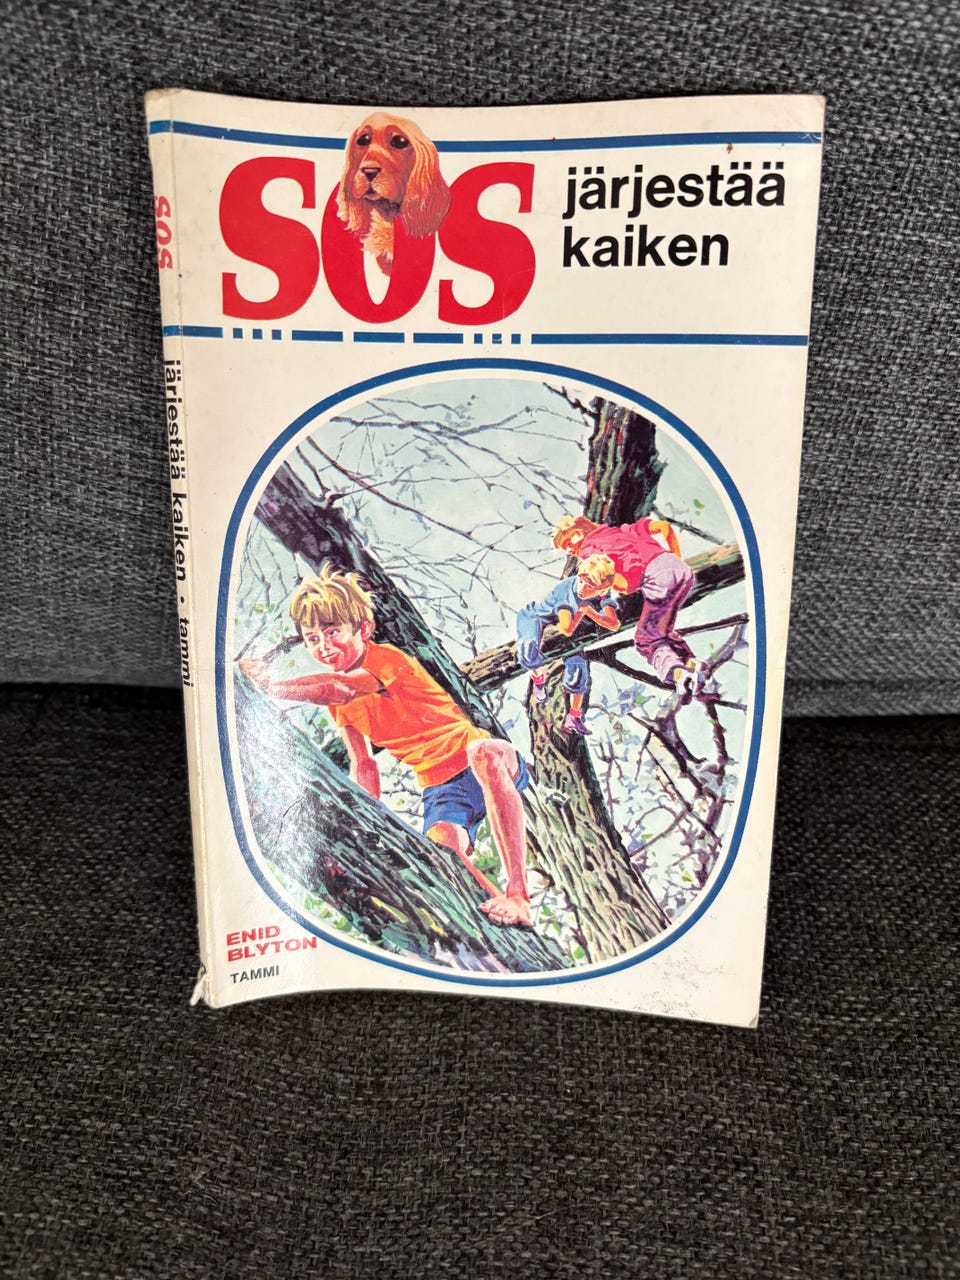 SOS
järjestää
kaiken
ENID
BLYTON
TAMMI
SOS järjestää kaiken • tammi